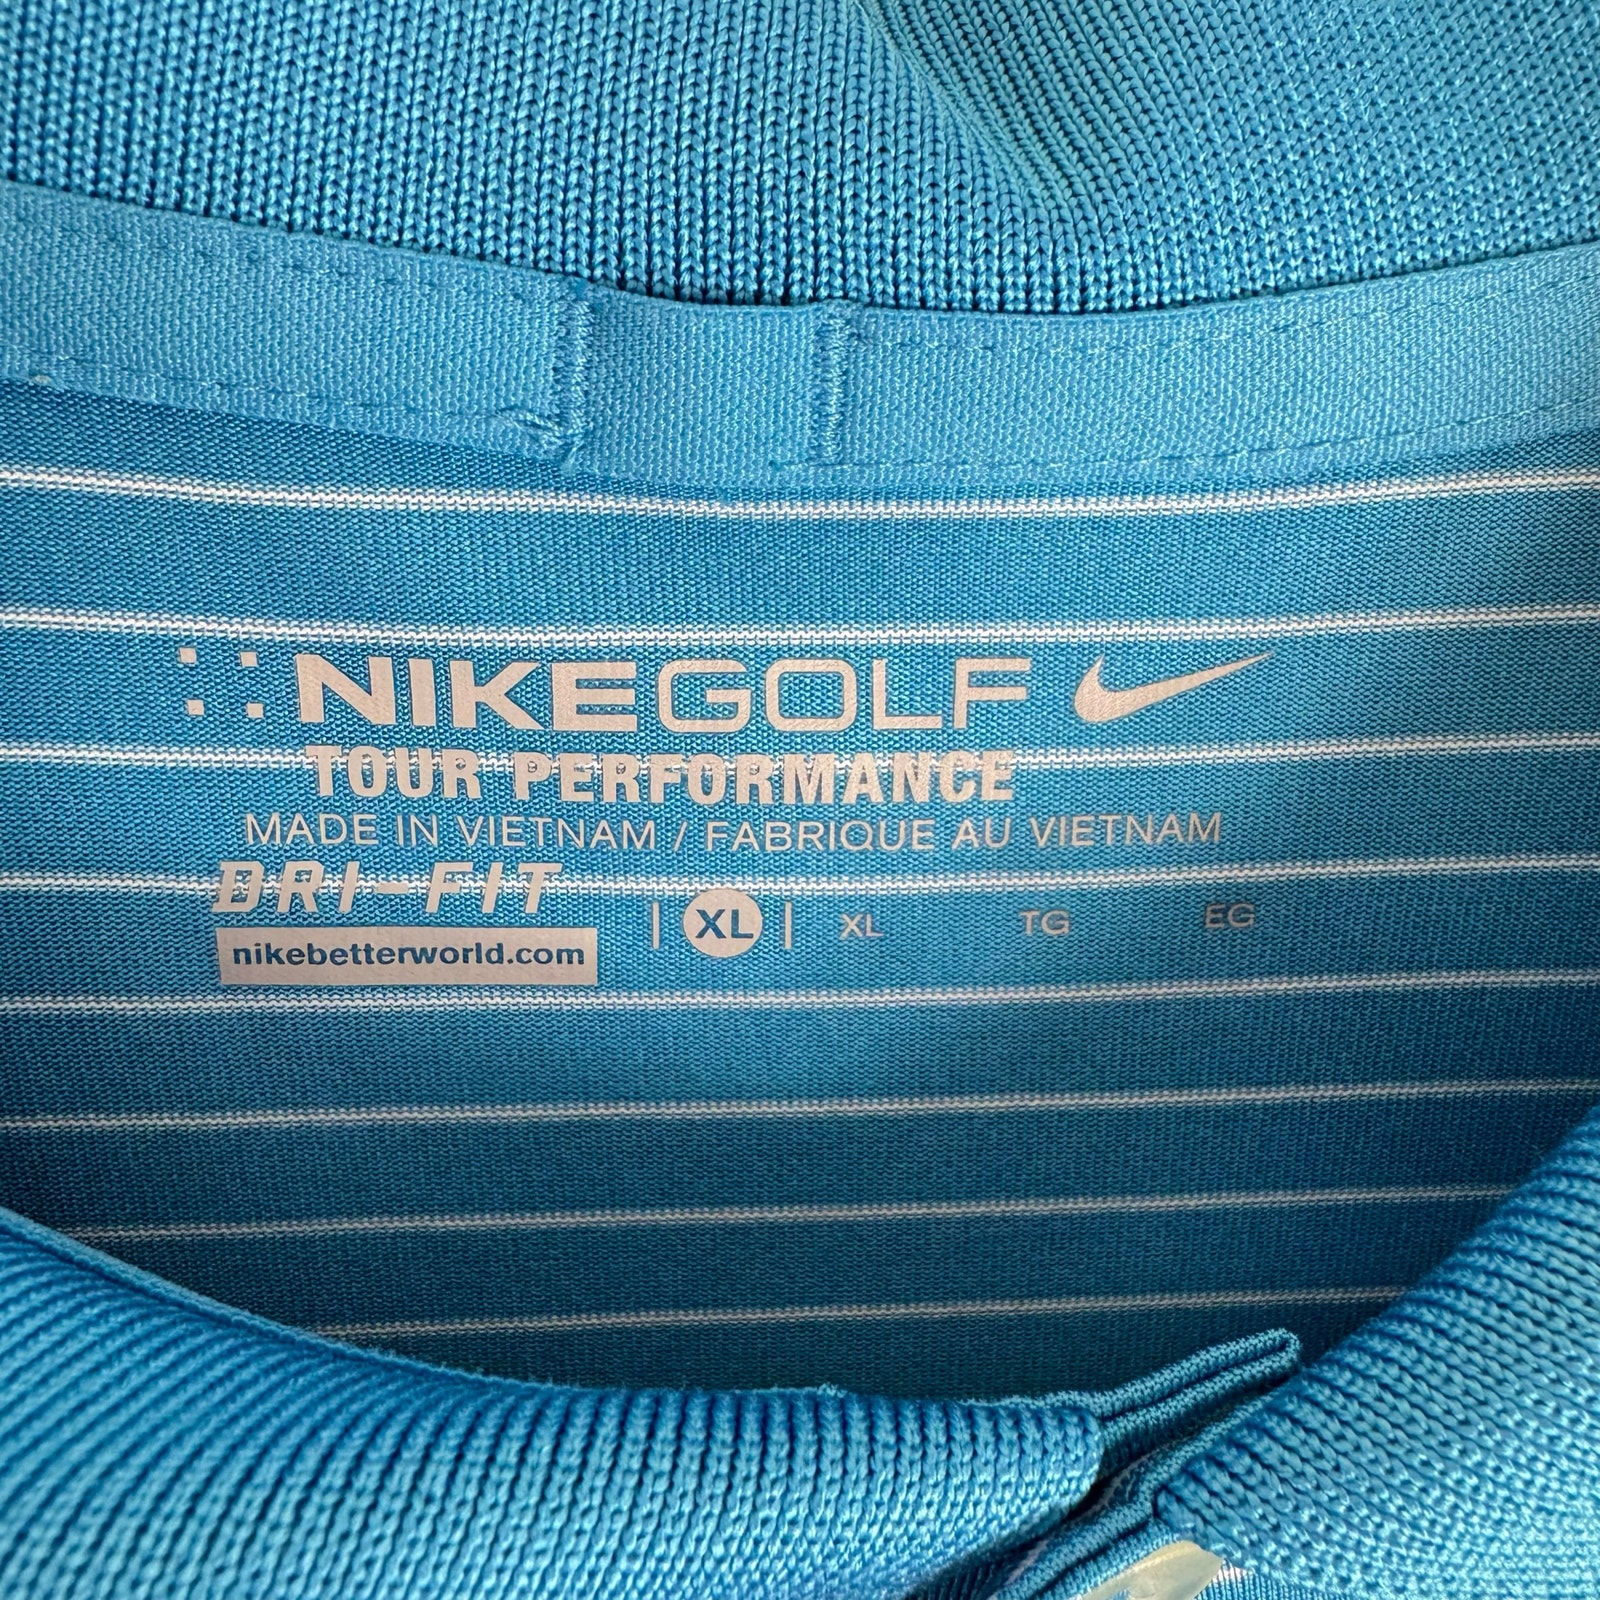 NIKEGOLF
TOUR PERFORMANCE
MADE IN VIETNAM / FABRIQUE AU VIETNAM
DRI-FIT
nikebetterworld.com
| XL | XL TG EG